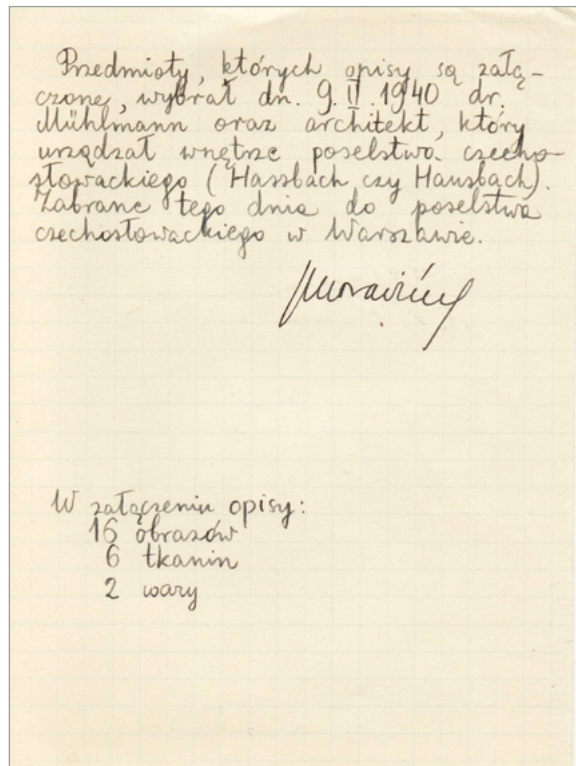 Przedmioty, których opisy są załą-
czone, wybrał dn. 9.II.1940 dr.
Mühlmann oraz architekt, który
urządzał wnętrze poselstwa czecho-
słowackiego (Hassbach czy Hausbach).
Zabrane tego dnia do poselstwa
czechosłowackiego w Warszawie.
W załączeniu opisy:
16 obrazów
6 tkanin
2 wazy